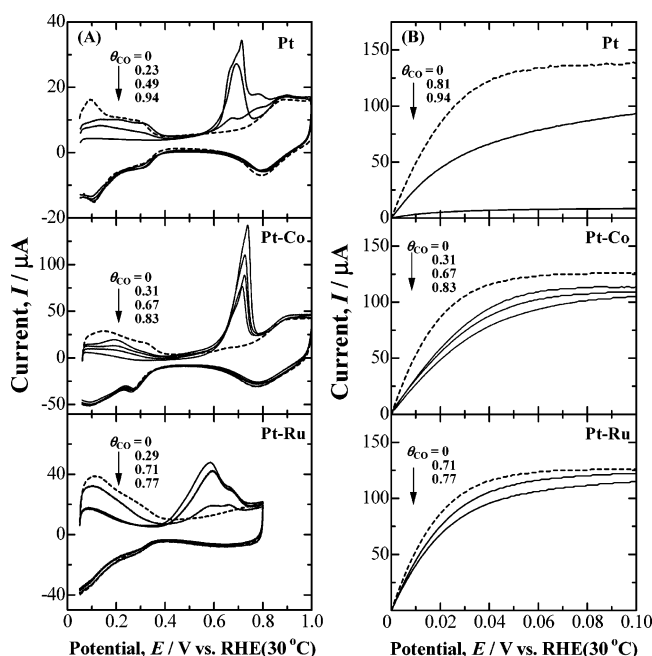 (A)
Pt
θCO = 0
0.23
0.49
0.94
40
20
0
-20
Pt-Co
θCO = 0
0.31
0.67
0.83
150
100
50
0
-50
Pt-Ru
θCO = 0
0.29
0.71
0.77
40
0
-40
0
0.2
0.4
0.6
0.8
1.0
Current, I / μA
Potential, E / V vs. RHE(30 °C)
(B)
Pt
θCO = 0
0.81
0.94
150
100
50
0
Pt-Co
θCO = 0
0.31
0.67
0.83
150
100
50
0
Pt-Ru
θCO = 0
0.71
0.77
150
100
50
0
0.02
0.04
0.06
0.08
0.10
Current, I / μA
Potential, E / V vs. RHE(30 °C)